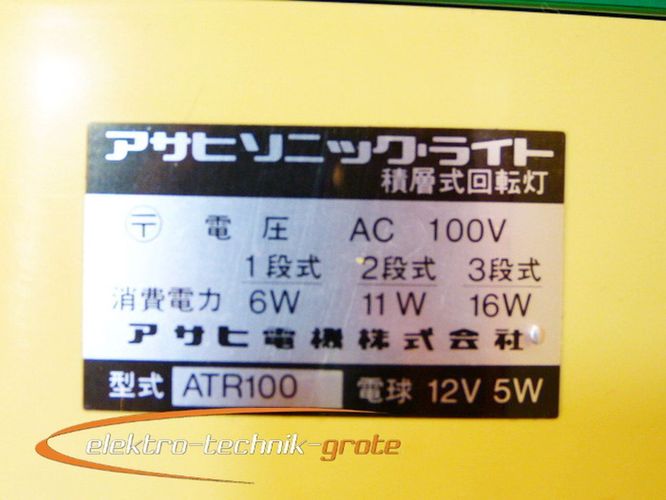 アサヒソニック・ライト
積層式回転灯
〶 電圧 AC 100V
1段式 2段式 3段式
消費電力 6W 11W 16W
アサヒ電機株式会社
型式 ATR100 電球 12V 5W
elektro-technik-grote